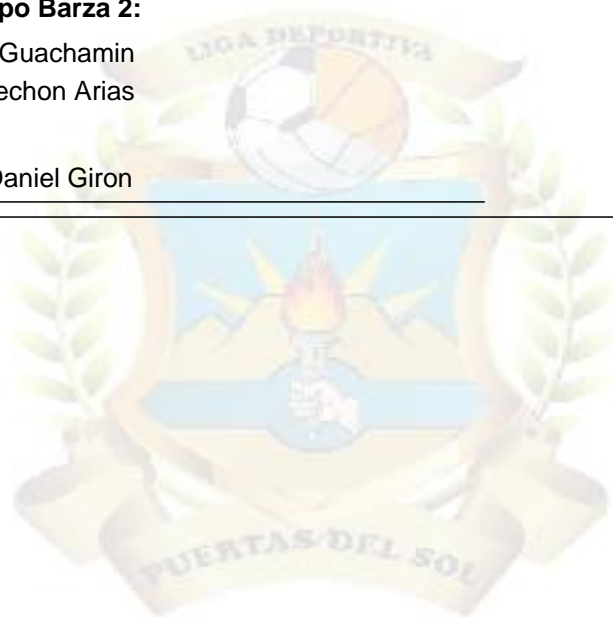 po Barza 2:
Guachamin
echon Arias
Daniel Giron
LIGA DEPORTIVA
PUERTAS DEL SOL